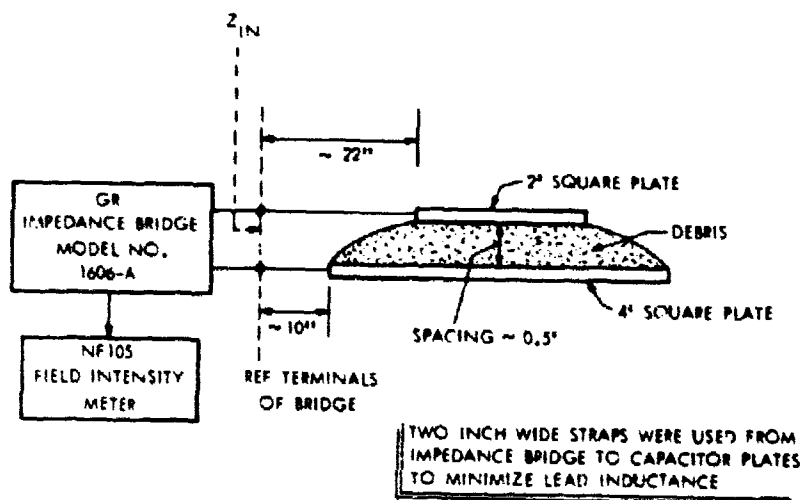 Z IN
~ 22"
GR
IMPEDANCE BRIDGE
MODEL NO.
1606-A
2' SQUARE PLATE
DEBRIS
4' SQUARE PLATE
SPACING ~ 0.5'
~ 10"
NF105
FIELD INTENSITY
METER
REF TERMINALS
OF BRIDGE
TWO INCH WIDE STRAPS WERE USED FROM
IMPEDANCE BRIDGE TO CAPACITOR PLATES
TO MINIMIZE LEAD INDUCTANCE